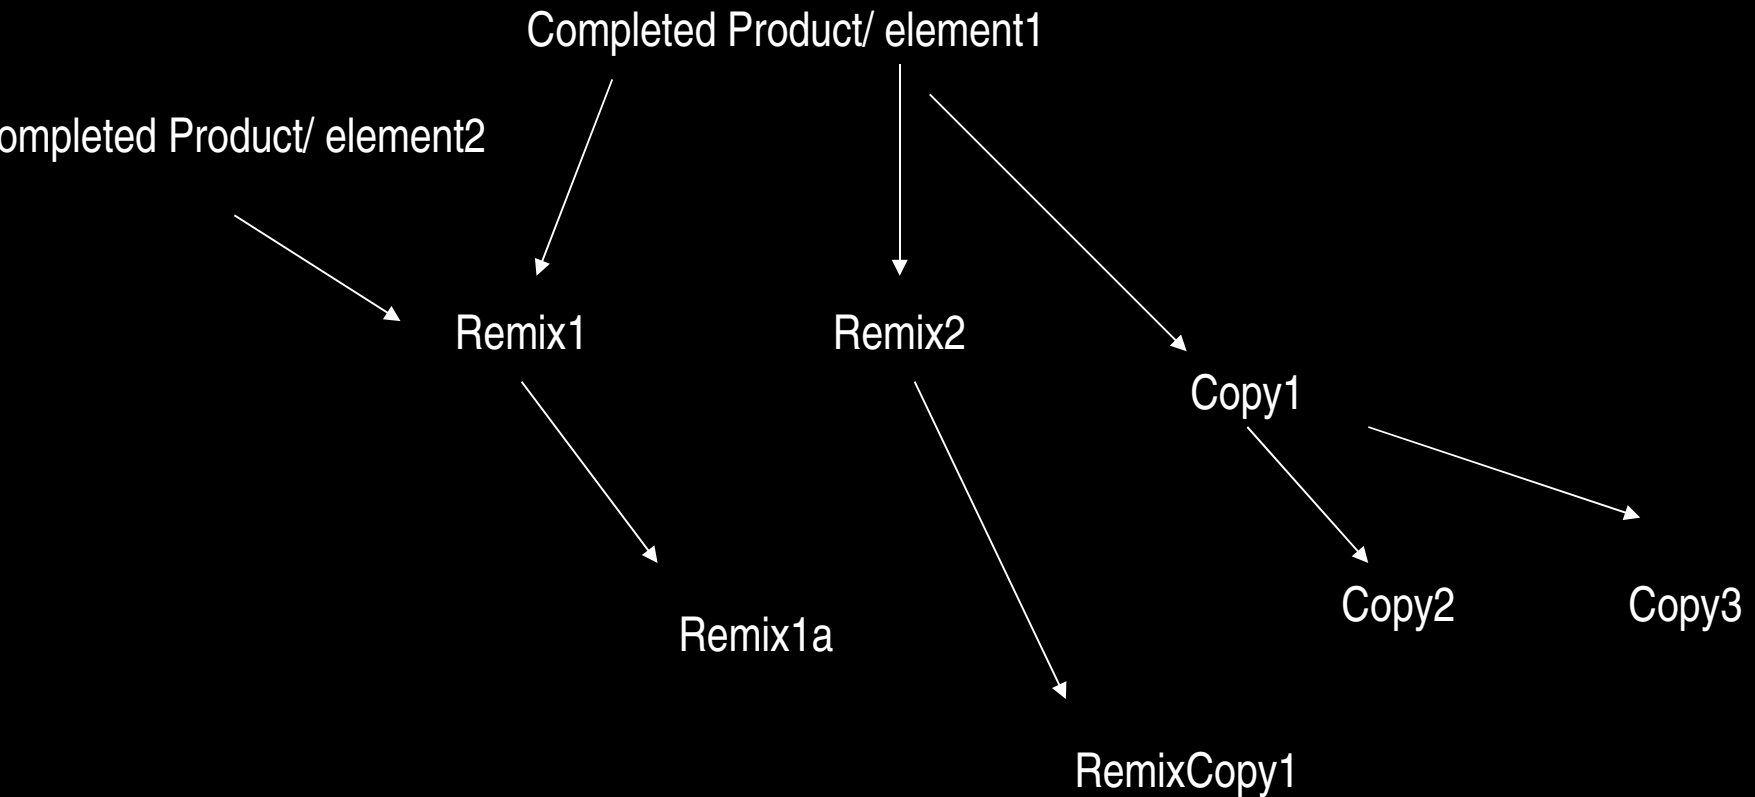 Completed Product/ element1
ompleted Product/ element2
Remix1
Remix2
Copy1
Copy2
Copy3
Remix1a
RemixCopy1